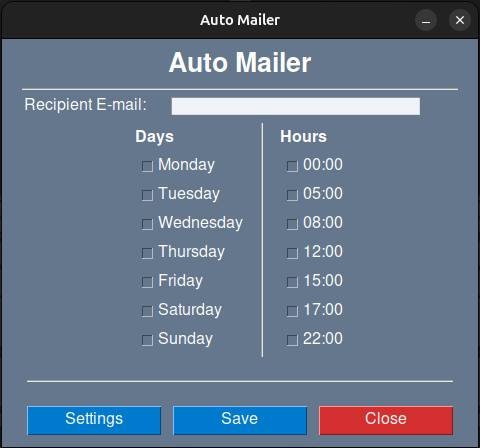 Auto Mailer
Auto Mailer
Recipient E-mail:
Days Hours
Monday 00:00
Tuesday 05:00
Wednesday 08:00
Thursday 12:00
Friday 15:00
Saturday 17:00
Sunday 22:00
Settings Save Close